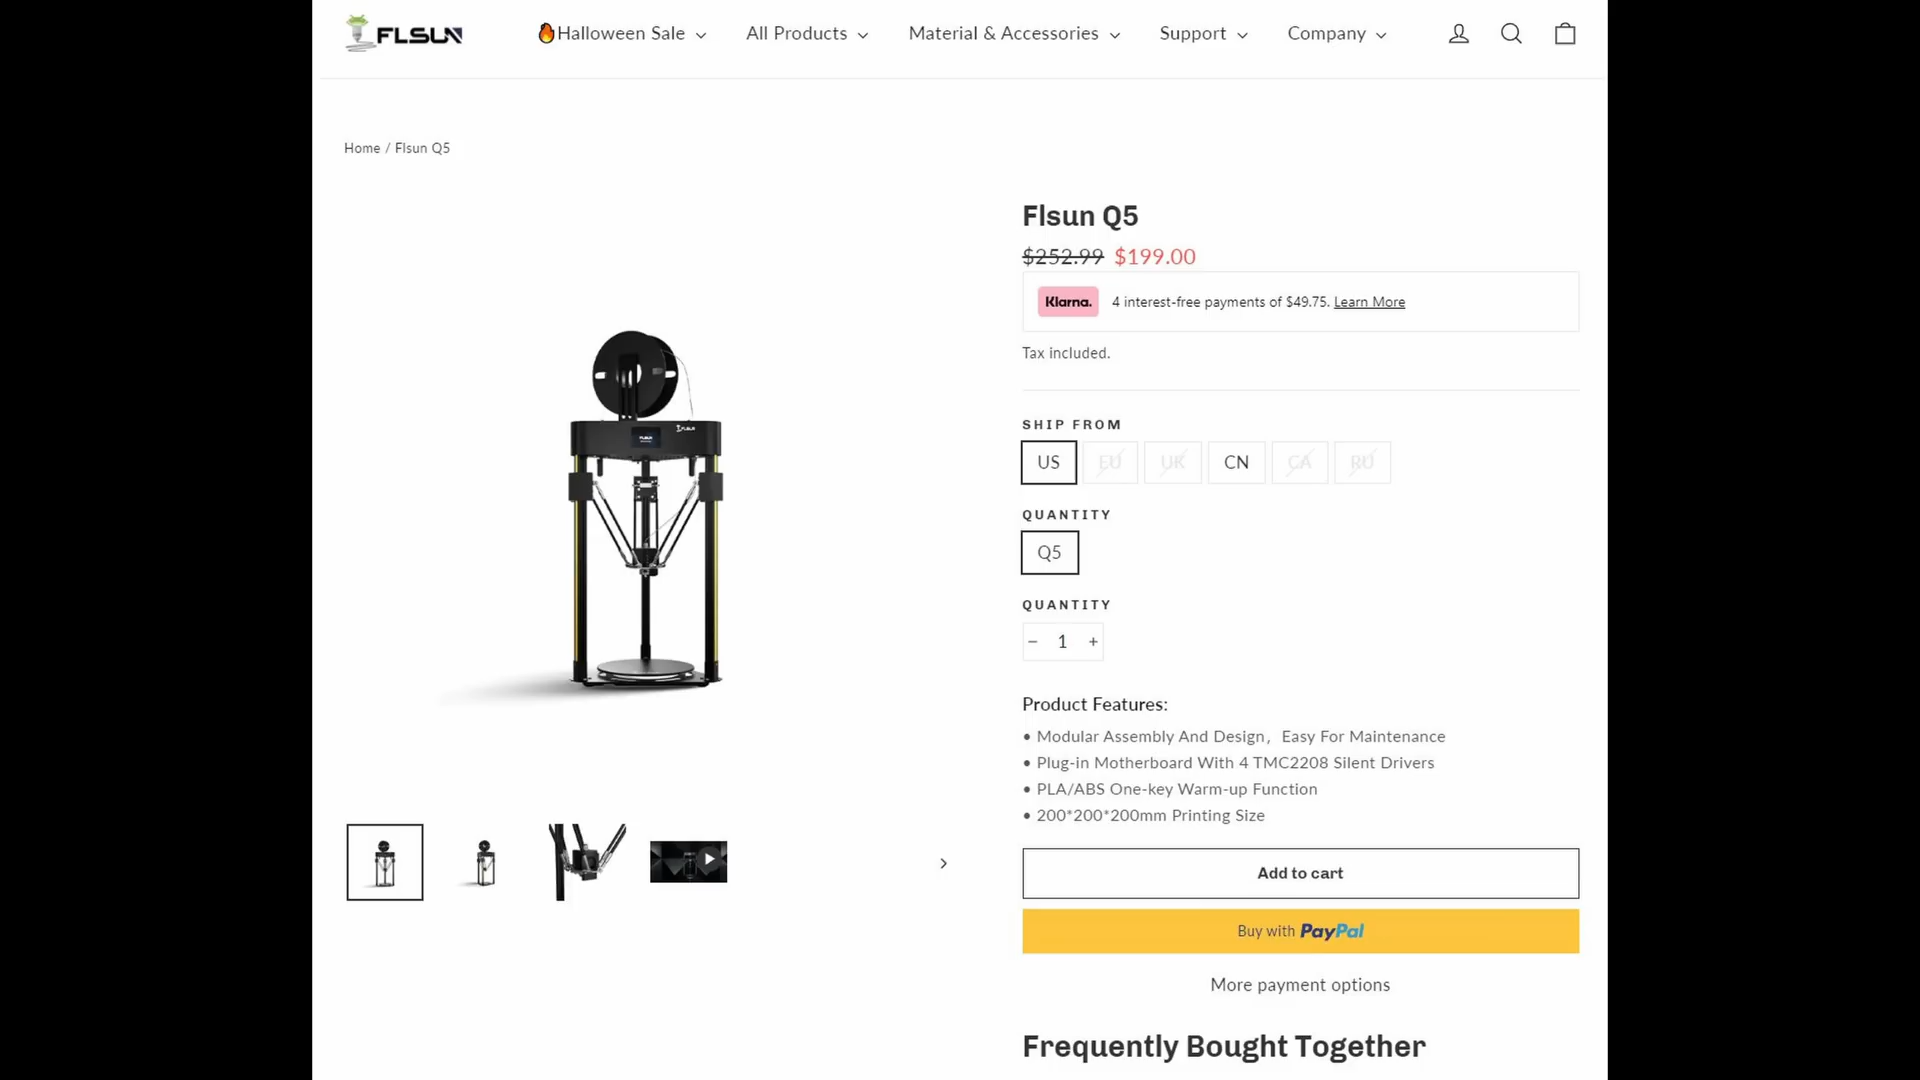 FLSUN
🔥Halloween Sale
All Products
Material & Accessories
Support
Company
Home / Flsun Q5
Flsun Q5
$252.99 $199.00
Klarna. 4 interest-free payments of $49.75. Learn More
Tax included.
SHIP FROM
US EU UK CN CA RU
QUANTITY
Q5
QUANTITY
− 1 +
Product Features:
• Modular Assembly And Design，Easy For Maintenance
• Plug-in Motherboard With 4 TMC2208 Silent Drivers
• PLA/ABS One-key Warm-up Function
• 200*200*200mm Printing Size
Add to cart
Buy with PayPal
More payment options
Frequently Bought Together
FLSUN
FLSUN